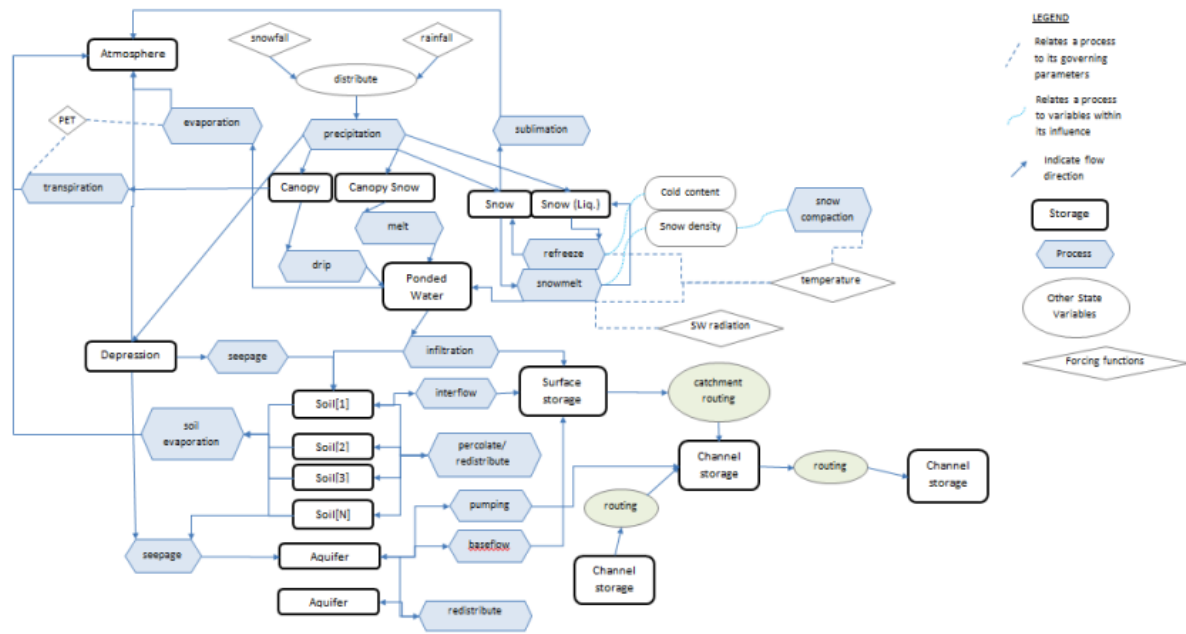 snowfall
rainfall
Atmosphere
distribute
PET
evaporation
precipitation
sublimation
transpiration
Canopy
Canopy Snow
Snow
Snow (Liq.)
Cold content
Snow density
snow
compaction
melt
refreeze
drip
snowmelt
temperature
Ponded
Water
SW radiation
Depression
seepage
infiltration
Surface
storage
catchment
routing
Soil[1]
interflow
soil
evaporation
Soil[2]
Soil[3]
percolate/
redistribute
Channel
storage
routing
Channel
storage
Soil[N]
pumping
routing
seepage
Aquifer
baseflow
Channel
storage
Aquifer
redistribute
LEGEND
Relates a process
to its governing
parameters
Relates a process
to variables within
its influence
Indicate flow
direction
Storage
Process
Other State
Variables
Forcing functions